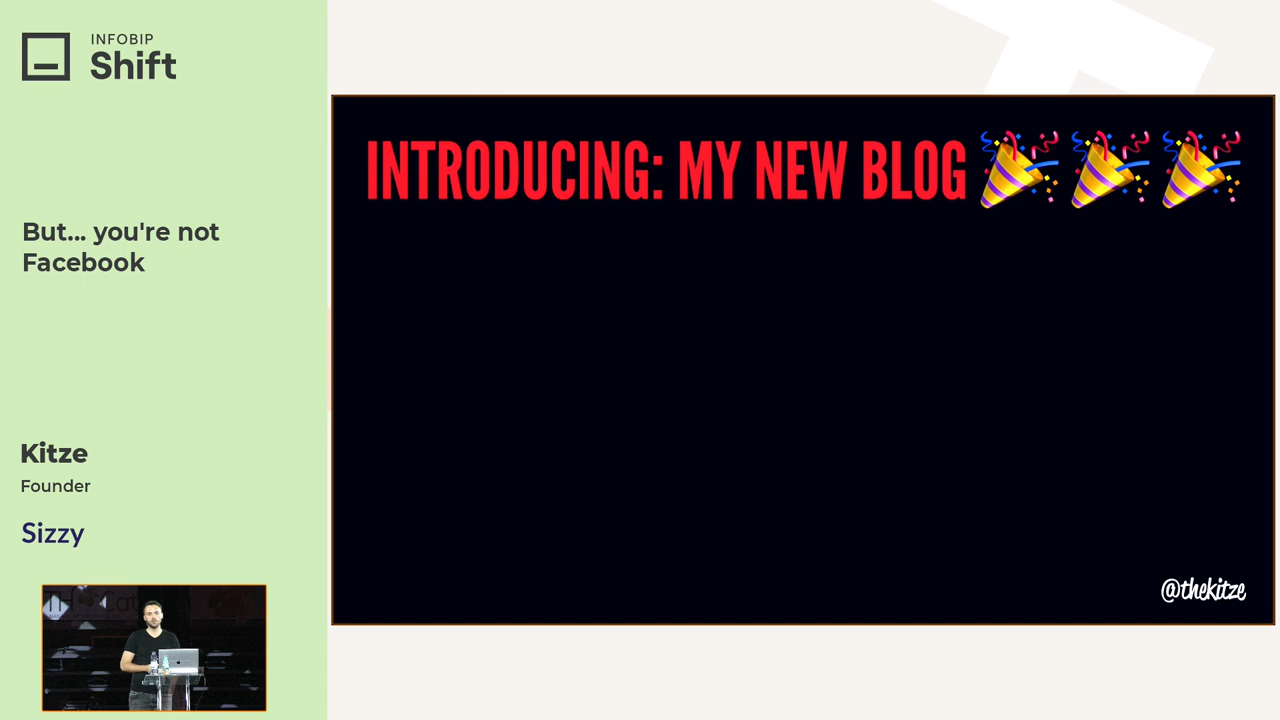 INFOBIP
Shift
But... you're not
Facebook
Kitze
Founder
Sizzy
INTRODUCING: MY NEW BLOG 🎉🎉🎉
@thekitze